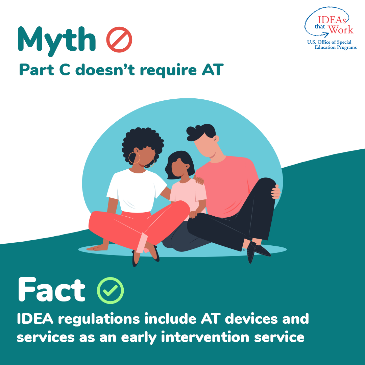 IDEAs
that Work
U.S. Office of Special
Education Programs
Myth
Part C doesn't require AT
Fact
IDEA regulations include AT devices and
services as an early intervention service